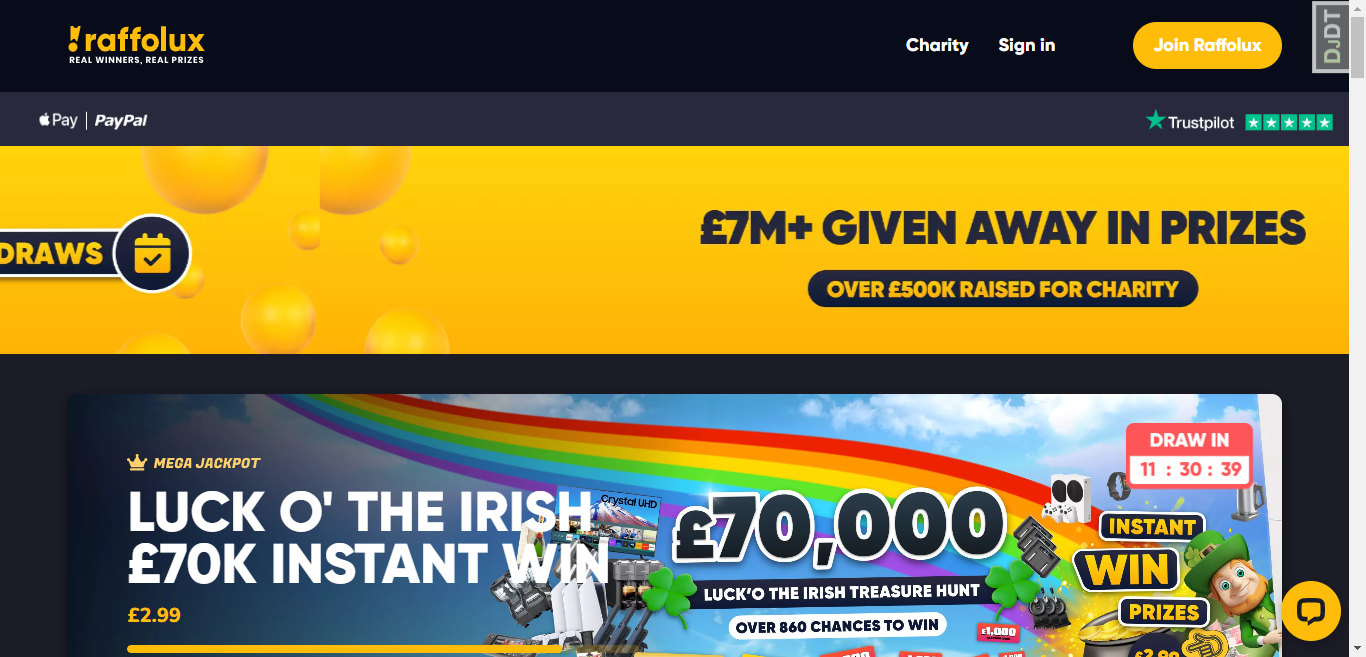 raffolux
REAL WINNERS, REAL PRIZES
Charity
Sign in
Join Raffolux
DJDT
Pay | PayPal
Trustpilot
DRAWS
£7M+ GIVEN AWAY IN PRIZES
OVER £500K RAISED FOR CHARITY
MEGA JACKPOT
LUCK O' THE IRISH
£70K INSTANT WIN
£2.99
Crystal UHD
£70,000
LUCK'O THE IRISH TREASURE HUNT
OVER 860 CHANCES TO WIN
£1,000
DRAW IN
11 : 30 : 39
INSTANT
WIN
PRIZES
£2.99